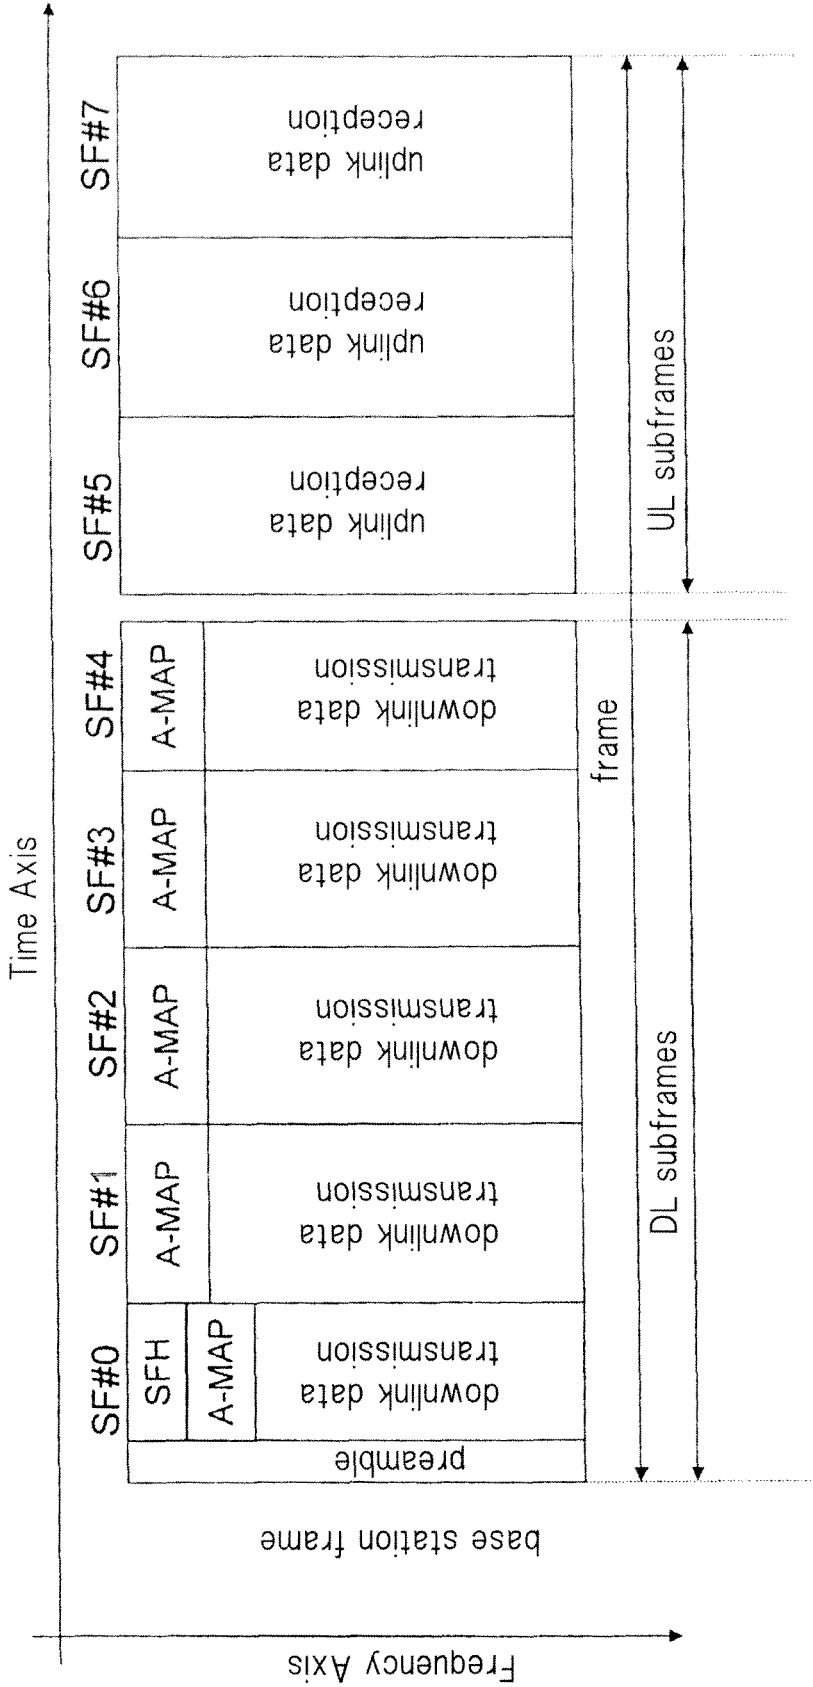 Time Axis
SF#0
SF#1
SF#2
SF#3
SF#4
SF#5
SF#6
SF#7
Frequency Axis
base station frame
preamble
SFH
A-MAP
downlink data
transmission
A-MAP
downlink data
transmission
A-MAP
downlink data
transmission
A-MAP
downlink data
transmission
A-MAP
downlink data
transmission
uplink data
reception
uplink data
reception
uplink data
reception
frame
DL subframes
UL subframes